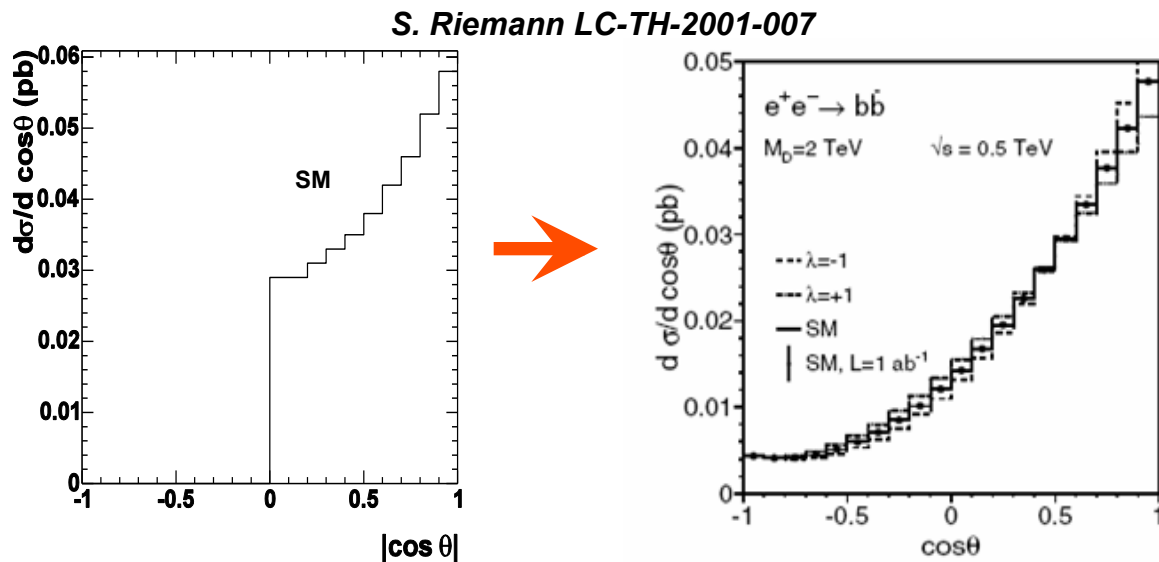 S. Riemann LC-TH-2001-007
dσ/d cosθ (pb)
0.06
0.05
0.04
0.03
0.02
0.01
0
SM
-1
-0.5
0
0.5
1
|cos θ|
d σ/d cosθ (pb)
0.05
0.04
0.03
0.02
0.01
0
e⁺e⁻→ bb̄
M_D=2 TeV √s = 0.5 TeV
λ=-1
λ=+1
SM
SM, L=1 ab⁻¹
-1
-0.5
0
0.5
1
cosθ